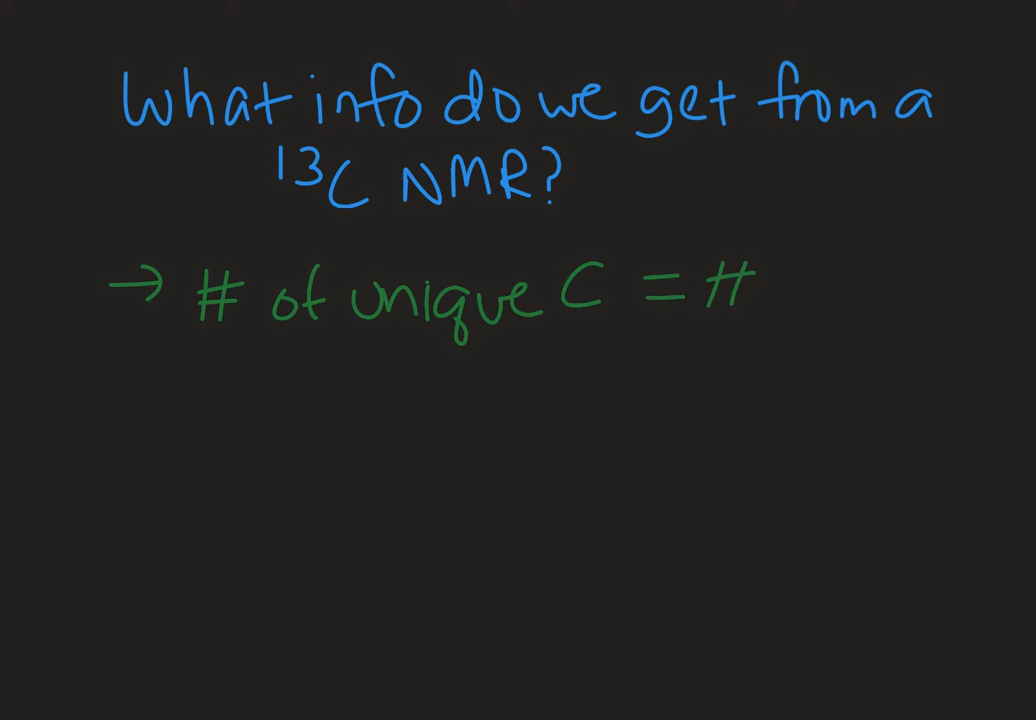 What info do we get from a
¹³C NMR?
→ # of unique C = #